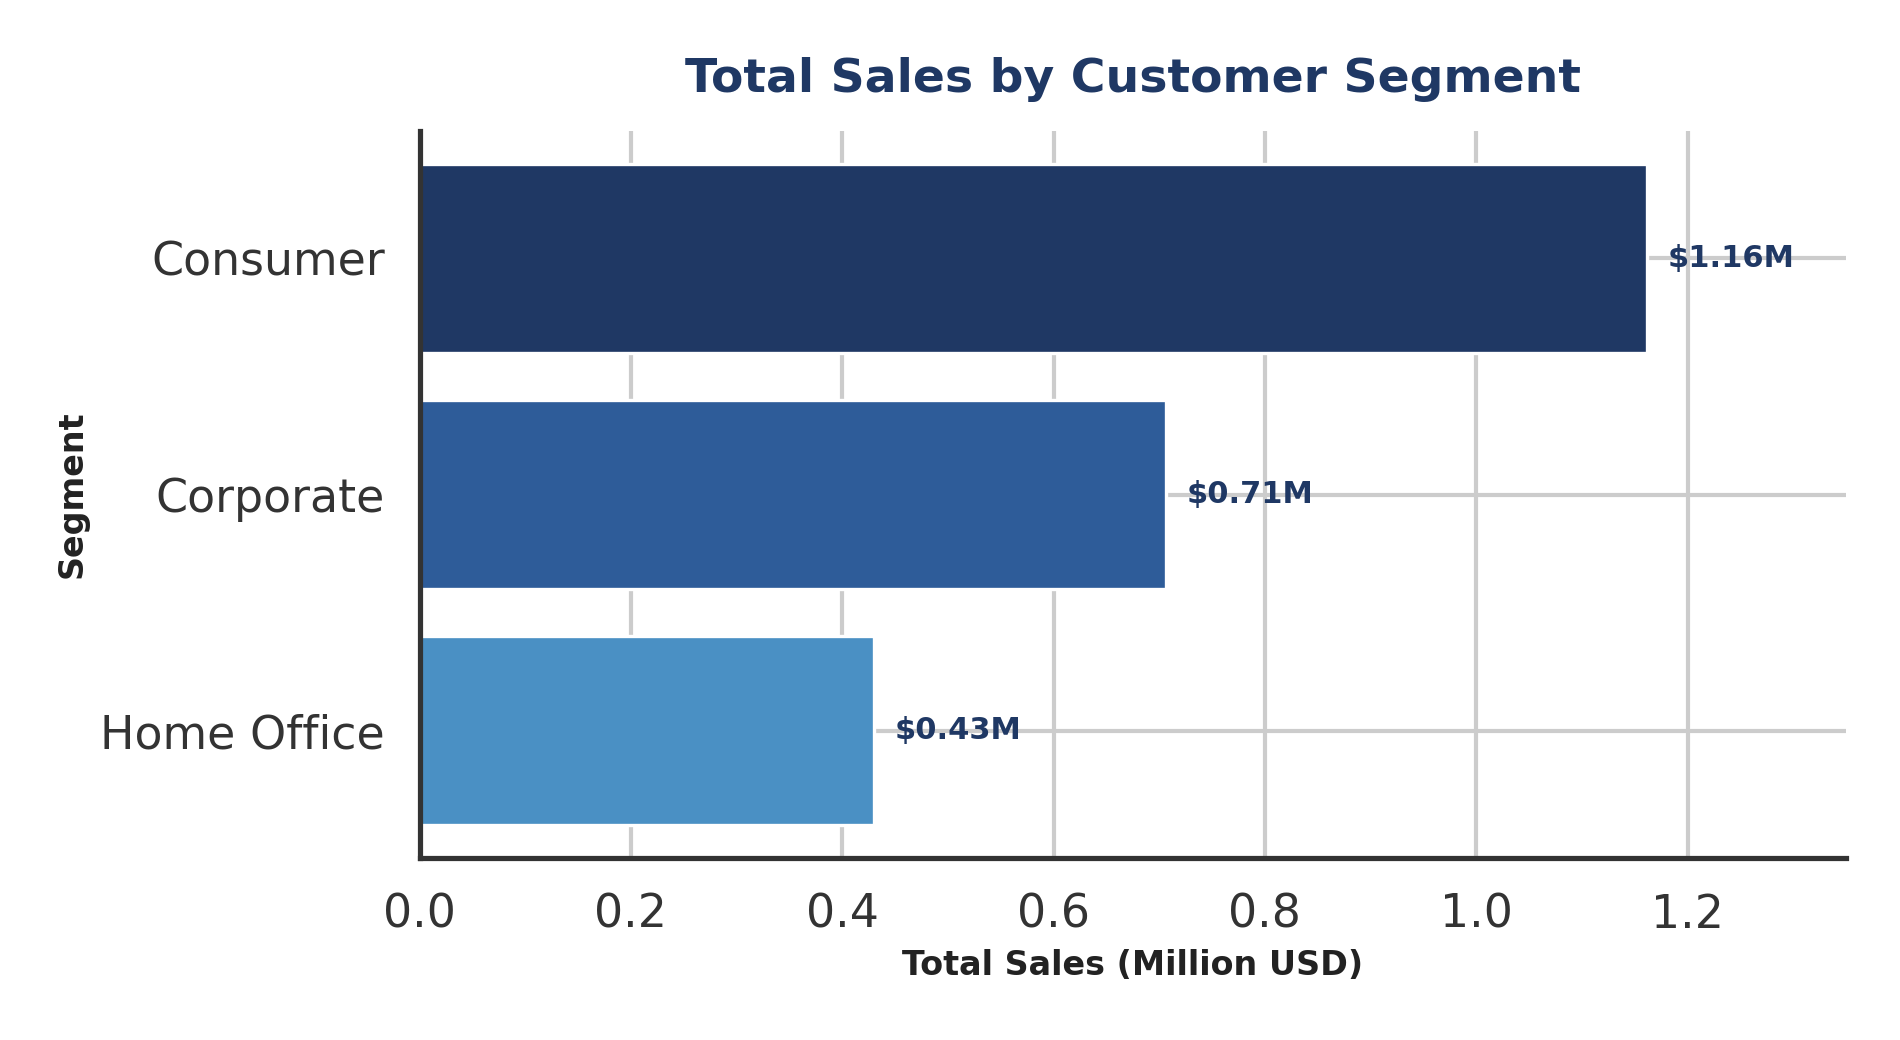 Total Sales by Customer Segment
Consumer
$1.16M
Corporate
$0.71M
Home Office
$0.43M
Segment
0.0 0.2 0.4 0.6 0.8 1.0 1.2
Total Sales (Million USD)